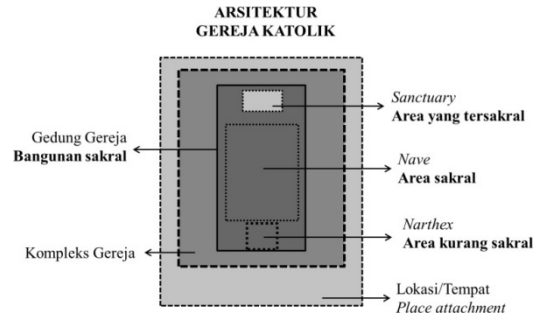 ARSITEKTUR
GEREJA KATOLIK
Sanctuary
Area yang tersakral
Gedung Gereja
Bangunan sakral
Nave
Area sakral
Narthex
Area kurang sakral
Kompleks Gereja
Lokasi/Tempat
Place attachment